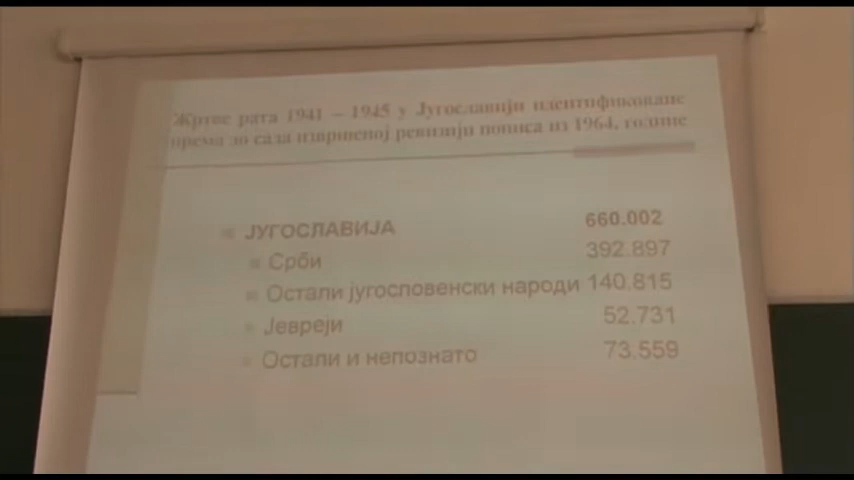 Жртве рата 1941 – 1945 у Југославији идентификоване
према до сада извршеној ревизији пописа из 1964. године
ЈУГОСЛАВИЈА 660.002
Срби 392.897
Остали југословенски народи 140.815
Јевреји 52.731
Остали и непознато 73.559